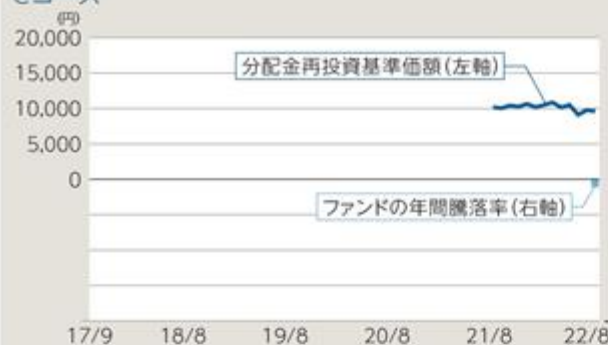 (円)
20,000
15,000
10,000
5,000
0
分配金再投資基準価額(左軸)
ファンドの年間騰落率(右軸)
17/9 18/8 19/8 20/8 21/8 22/8